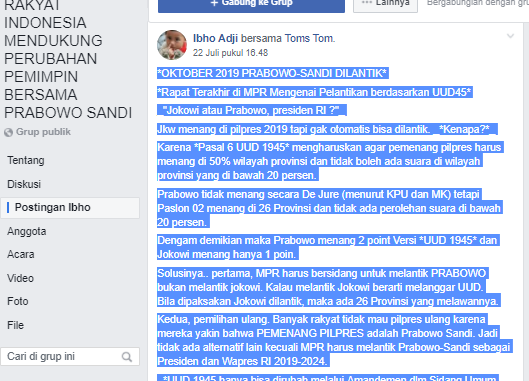 RAKYAT
INDONESIA
MENDUKUNG
PERUBAHAN
PEMIMPIN
BERSAMA
PRABOWO SANDI
Grup publik
Tentang
Diskusi
Postingan Ibho
Anggota
Acara
Video
Foto
File
Cari di grup ini
+ Gabung ke Grup
Lainnya
Bergabunglah dengan
Ibho Adji bersama Toms Tom.
22 Juli pukul 16.48
*OKTOBER 2019 PRABOWO-SANDI DILANTIK*
*Rapat Terakhir di MPR Mengenai Pelantikan berdasarkan UUD45*
_"Jokowi atau Prabowo, presiden RI ?"_
Jkw menang di pilpres 2019 tapi gak otomatis bisa dilantik. _*Kenapa?*_
Karena *Pasal 6 UUD 1945* mengharuskan agar pemenang pilpres harus
menang di 50% wilayah provinsi dan tidak boleh ada suara di wilayah
provinsi yang di bawah 20 persen.
Prabowo tidak menang secara De Jure (menurut KPU dan MK) tetapi
Paslon 02 menang di 26 Provinsi dan tidak ada perolehan suara di bawah
20 persen.
Dengam demikian maka Prabowo menang 2 point Versi *UUD 1945* dan
Jokowi menang hanya 1 poin.
Solusinya.. pertama, MPR harus bersidang untuk melantik PRABOWO
bukan melantik jokowi. Kalau melantik Jokowi berarti melanggar UUD.
Bila dipaksakan Jokowi dilantik, maka ada 26 Provinsi yang melawannya.
Kedua, pemilihan ulang. Banyak rakyat tidak mau pilpres ulang karena
mereka yakin bahwa PEMENANG PILPRES adalah Prabowo Sandi. Jadi
tidak ada alternatif lain kecuali MPR harus melantik Prabowo-Sandi sebagai
Presiden dan Wapres RI 2019-2024.
_*UUD 1945 hanya bisa dirubah melalui Amandemen dlm Sidang Umum